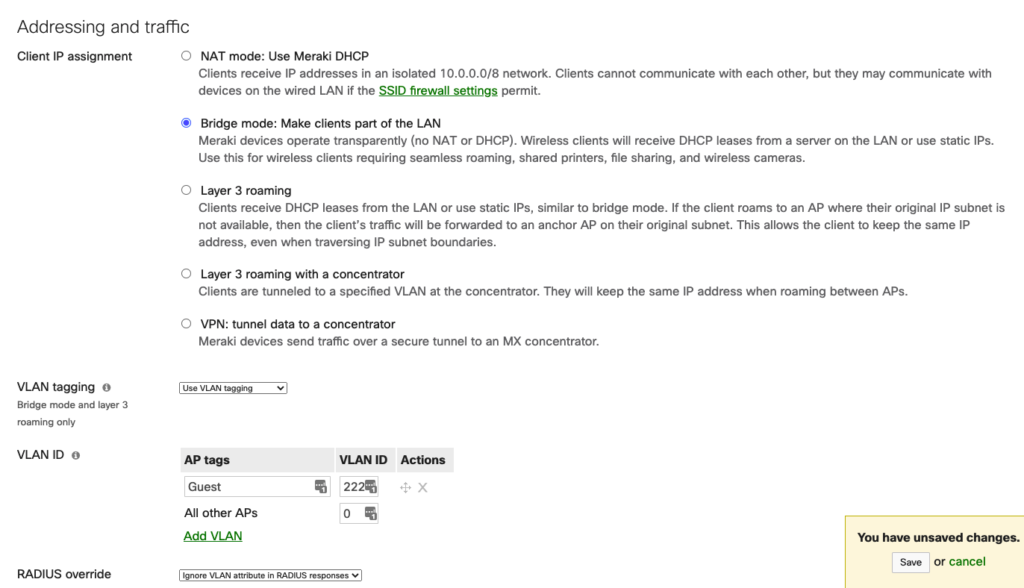 Addressing and traffic
Client IP assignment
NAT mode: Use Meraki DHCP
Clients receive IP addresses in an isolated 10.0.0.0/8 network. Clients cannot communicate with each other, but they may communicate with
devices on the wired LAN if the SSID firewall settings permit.
Bridge mode: Make clients part of the LAN
Meraki devices operate transparently (no NAT or DHCP). Wireless clients will receive DHCP leases from a server on the LAN or use static IPs.
Use this for wireless clients requiring seamless roaming, shared printers, file sharing, and wireless cameras.
Layer 3 roaming
Clients receive DHCP leases from the LAN or use static IPs, similar to bridge mode. If the client roams to an AP where their original IP subnet is
not available, then the client's traffic will be forwarded to an anchor AP on their original subnet. This allows the client to keep the same IP
address, even when traversing IP subnet boundaries.
Layer 3 roaming with a concentrator
Clients are tunneled to a specified VLAN at the concentrator. They will keep the same IP address when roaming between APs.
VPN: tunnel data to a concentrator
Meraki devices send traffic over a secure tunnel to an MX concentrator.
VLAN tagging
Bridge mode and layer 3
roaming only
Use VLAN tagging
VLAN ID
AP tags VLAN ID Actions
Guest 222
All other APs 0
Add VLAN
RADIUS override
Ignore VLAN attribute in RADIUS responses
You have unsaved changes.
Save or cancel